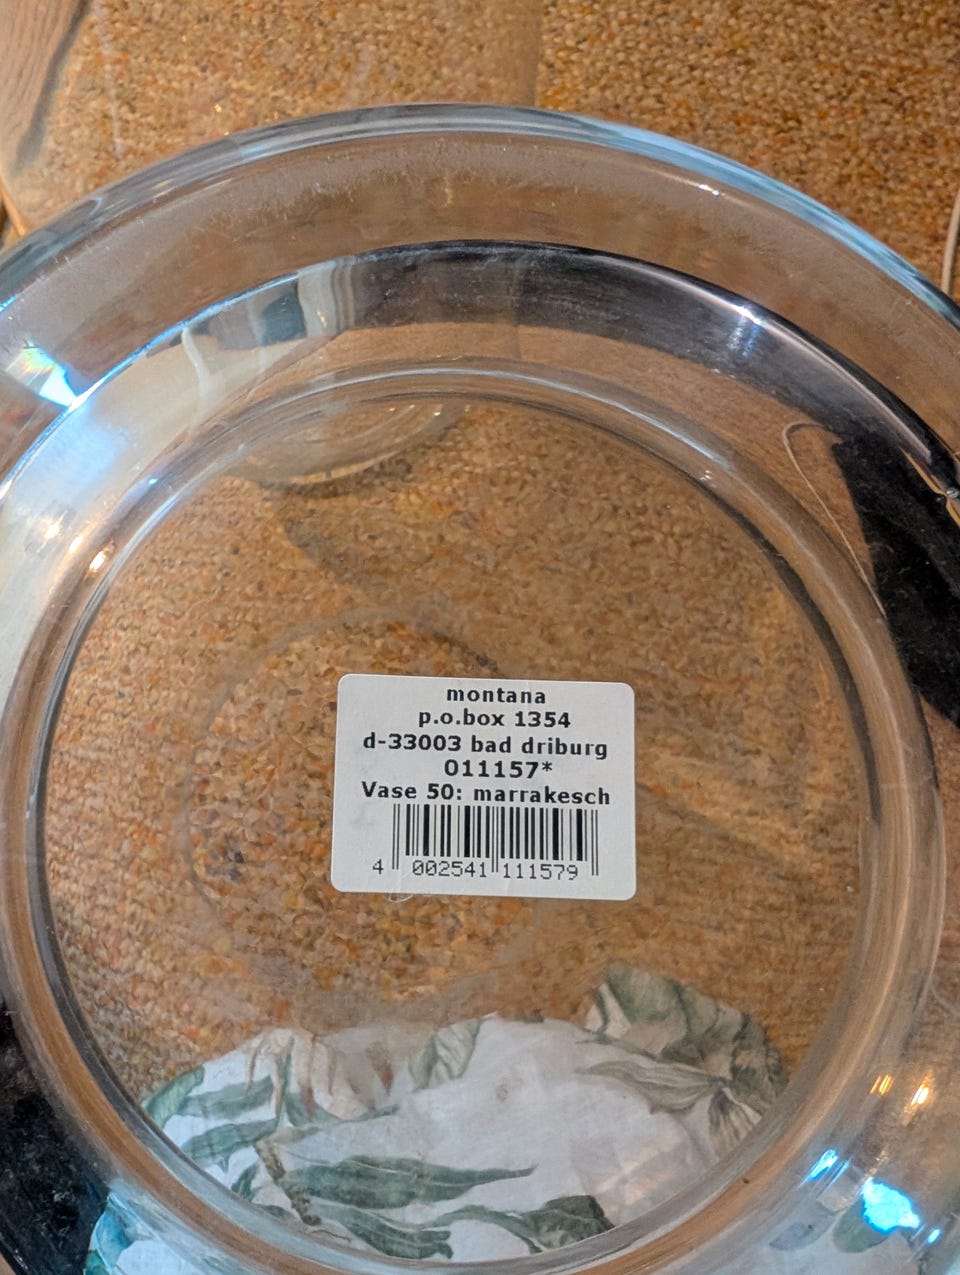 montana
p.o.box 1354
d-33003 bad driburg
011157*
Vase 50: marrakesch
4 002541 111579